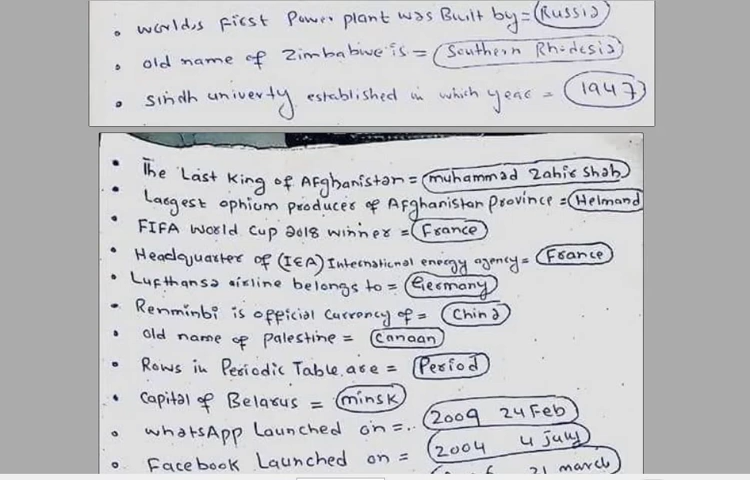 • world,s first Power plant was Built by = Russia
• old name of Zimbabwe is = Southern Rhodesia
• Sindh univerty established in which year = 1947
• The Last King of Afghanistan = muhammad Zahir Shah
• Largest ophium producer of Afghanistan province = Helmand
• FIFA World Cup 2018 winner = France
• Headquarter of (IEA) International energy agency = France
• Lufthansa airline belongs to = Germany
• Renminbi is official currency of = China
• old name of palestine = Canaan
• Rows in Periodic Table are = Period
• Capital of Belarus = minsk
• whatsApp Launched on =.. 2009 24 Feb
• Facebook Launched on = 2004 4 july
21 march